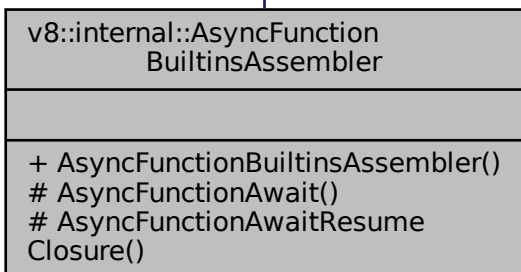 v8::internal::AsyncFunction
BuiltinsAssembler
+ AsyncFunctionBuiltinsAssembler()
# AsyncFunctionAwait()
# AsyncFunctionAwaitResume
Closure()